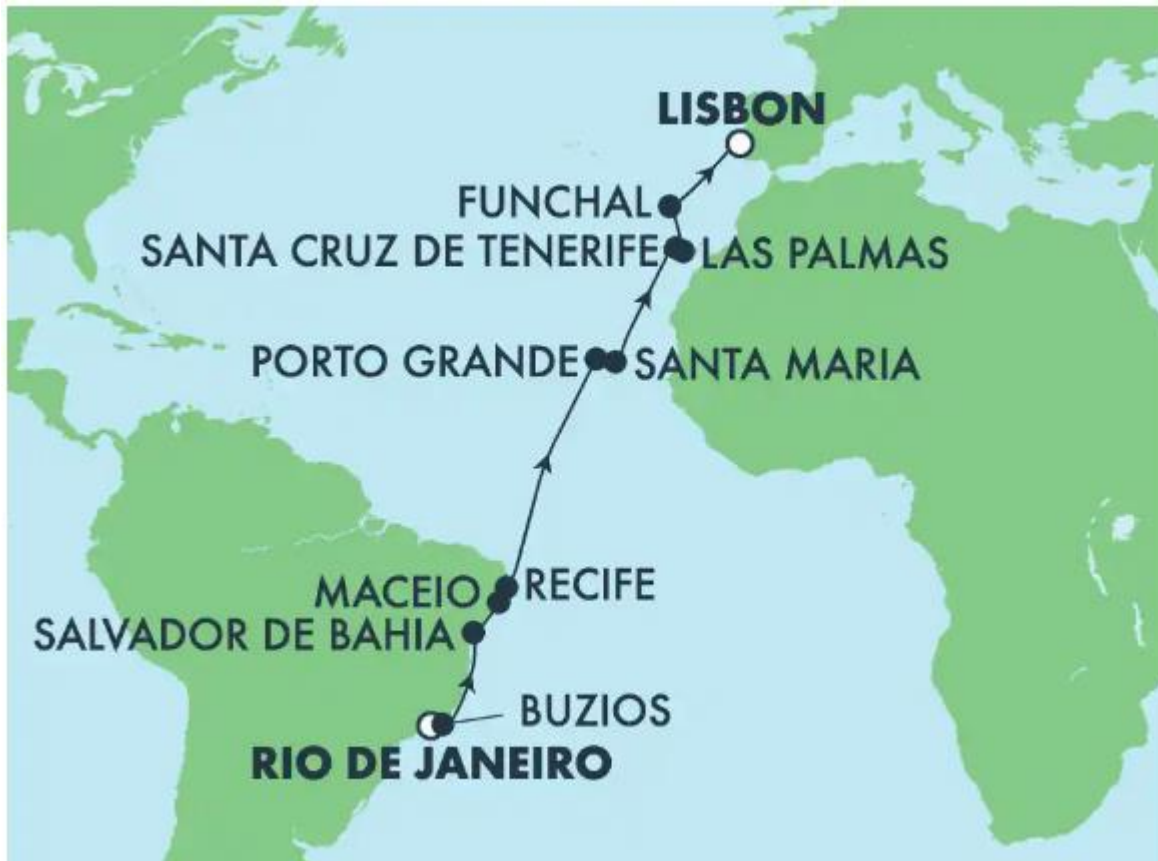 LISBON
FUNCHAL
SANTA CRUZ DE TENERIFE
LAS PALMAS
PORTO GRANDE
SANTA MARIA
RECIFE
MACEIO
SALVADOR DE BAHIA
BUZIOS
RIO DE JANEIRO